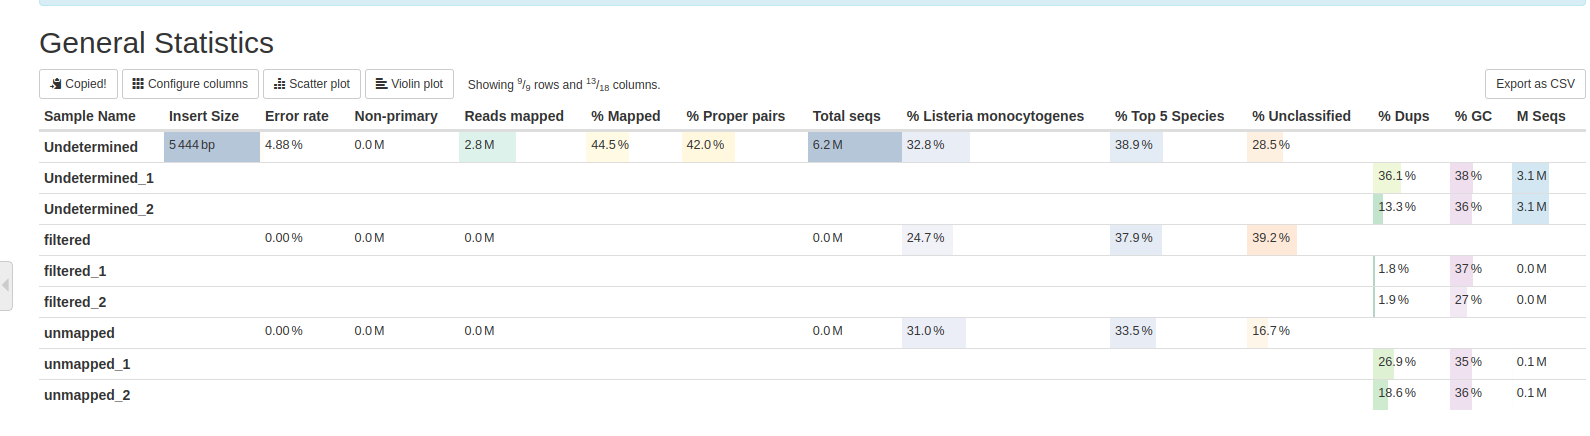 General Statistics
Copied! Configure columns Scatter plot Violin plot Showing 9/9 rows and 13/18 columns. Export as CSV
Sample Name Insert Size Error rate Non-primary Reads mapped % Mapped % Proper pairs Total seqs % Listeria monocytogenes % Top 5 Species % Unclassified % Dups % GC M Seqs
Undetermined 5 444 bp 4.88 % 0.0 M 2.8 M 44.5 % 42.0 % 6.2 M 32.8 % 38.9 % 28.5 %
Undetermined_1 36.1 % 38 % 3.1 M
Undetermined_2 13.3 % 36 % 3.1 M
filtered 0.00 % 0.0 M 0.0 M 0.0 M 24.7 % 37.9 % 39.2 %
filtered_1 1.8 % 37 % 0.0 M
filtered_2 1.9 % 27 % 0.0 M
unmapped 0.00 % 0.0 M 0.0 M 0.0 M 31.0 % 33.5 % 16.7 %
unmapped_1 26.9 % 35 % 0.1 M
unmapped_2 18.6 % 36 % 0.1 M